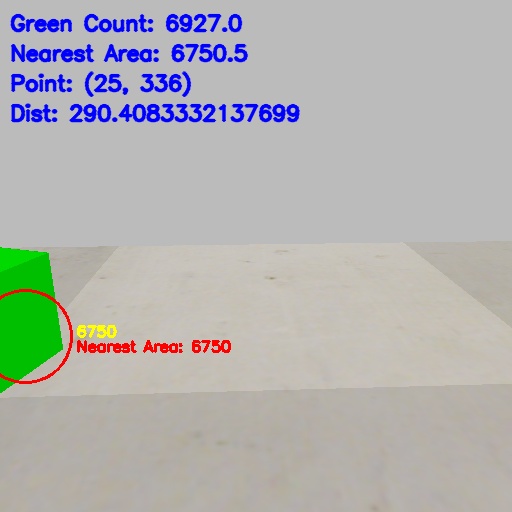 Green Count: 6927.0
Nearest Area: 6750.5
Point: (25, 336)
Dist: 290.4083332137699
6750
Nearest Area: 6750